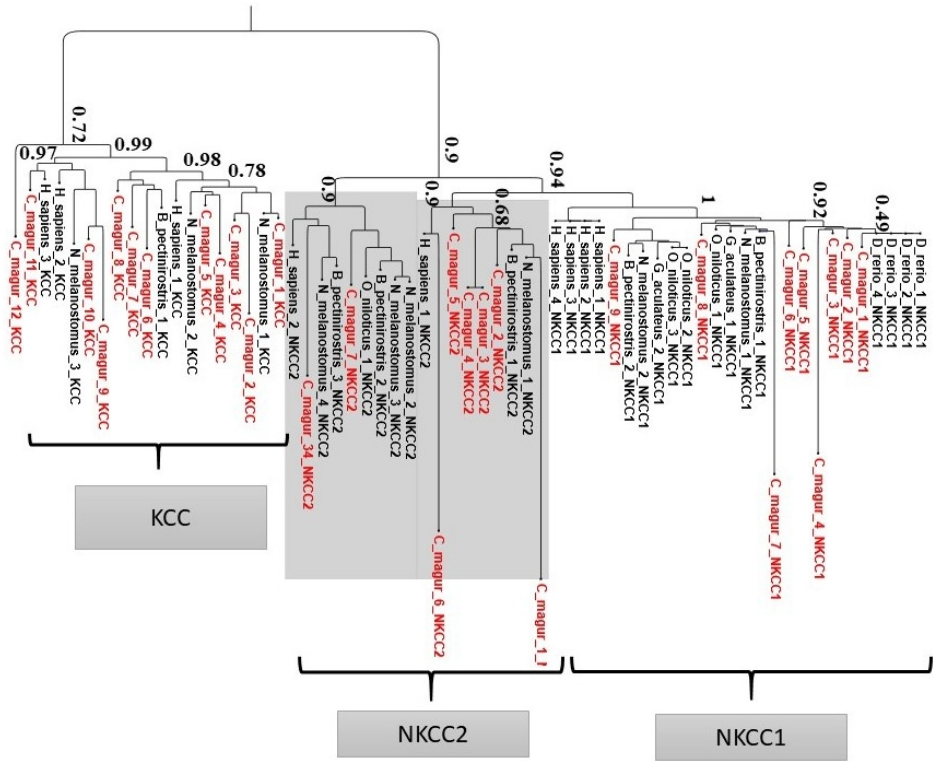 0.72
0.97
0.99
0.98
0.78
0.9
0.9
0.9
0.68
0.94
1
0.92
0.49
C_magur_12_KCC
C_magur_11_KCC
H_sapiens_3_KCC
H_sapiens_2_KCC
N_melanostomus_3_KCC
C_magur_10_KCC
C_magur_9_KCC
C_magur_8_KCC
C_magur_7_KCC
C_magur_6_KCC
B_pectinirostris_1_KCC
H_sapiens_1_KCC
N_melanostomus_2_KCC
C_magur_5_KCC
C_magur_4_KCC
C_magur_3_KCC
C_magur_2_KCC
N_melanostomus_1_KCC
C_magur_1_KCC
H_sapiens_2_NKCC2
C_magur_34_NKCC2
N_melanostomus_4_NKCC2
B_pectinirostris_3_NKCC2
C_magur_7_NKCC2
O_niloticus_1_NKCC2
B_pectinirostris_2_NKCC2
N_melanostomus_3_NKCC2
N_melanostomus_2_NKCC2
H_sapiens_1_NKCC2
C_magur_6_NKCC2
C_magur_5_NKCC2
C_magur_4_NKCC2
C_magur_3_NKCC2
C_magur_2_NKCC2
B_pectinirostris_1_NKCC2
N_melanostomus_1_NKCC2
C_magur_1_
H_sapiens_4_NKCC1
H_sapiens_3_NKCC1
H_sapiens_2_NKCC1
H_sapiens_1_NKCC1
C_magur_9_NKCC1
B_pectinirostris_2_NKCC1
N_melanostomus_2_NKCC1
G_aculateus_2_NKCC1
O_niloticus_3_NKCC1
O_niloticus_2_NKCC1
C_magur_8_NKCC1
O_niloticus_1_NKCC1
G_aculateus_1_NKCC1
N_melanostomus_1_NKCC1
B_pectinirostris_1_NKCC1
C_magur_7_NKCC1
C_magur_6_NKCC1
C_magur_5_NKCC1
C_magur_4_NKCC1
C_magur_3_NKCC1
C_magur_2_NKCC1
C_magur_1_NKCC1
D_rerio_4_NKCC1
D_rerio_3_NKCC1
D_rerio_2_NKCC1
D_rerio_1_NKCC1
KCC
NKCC2
NKCC1